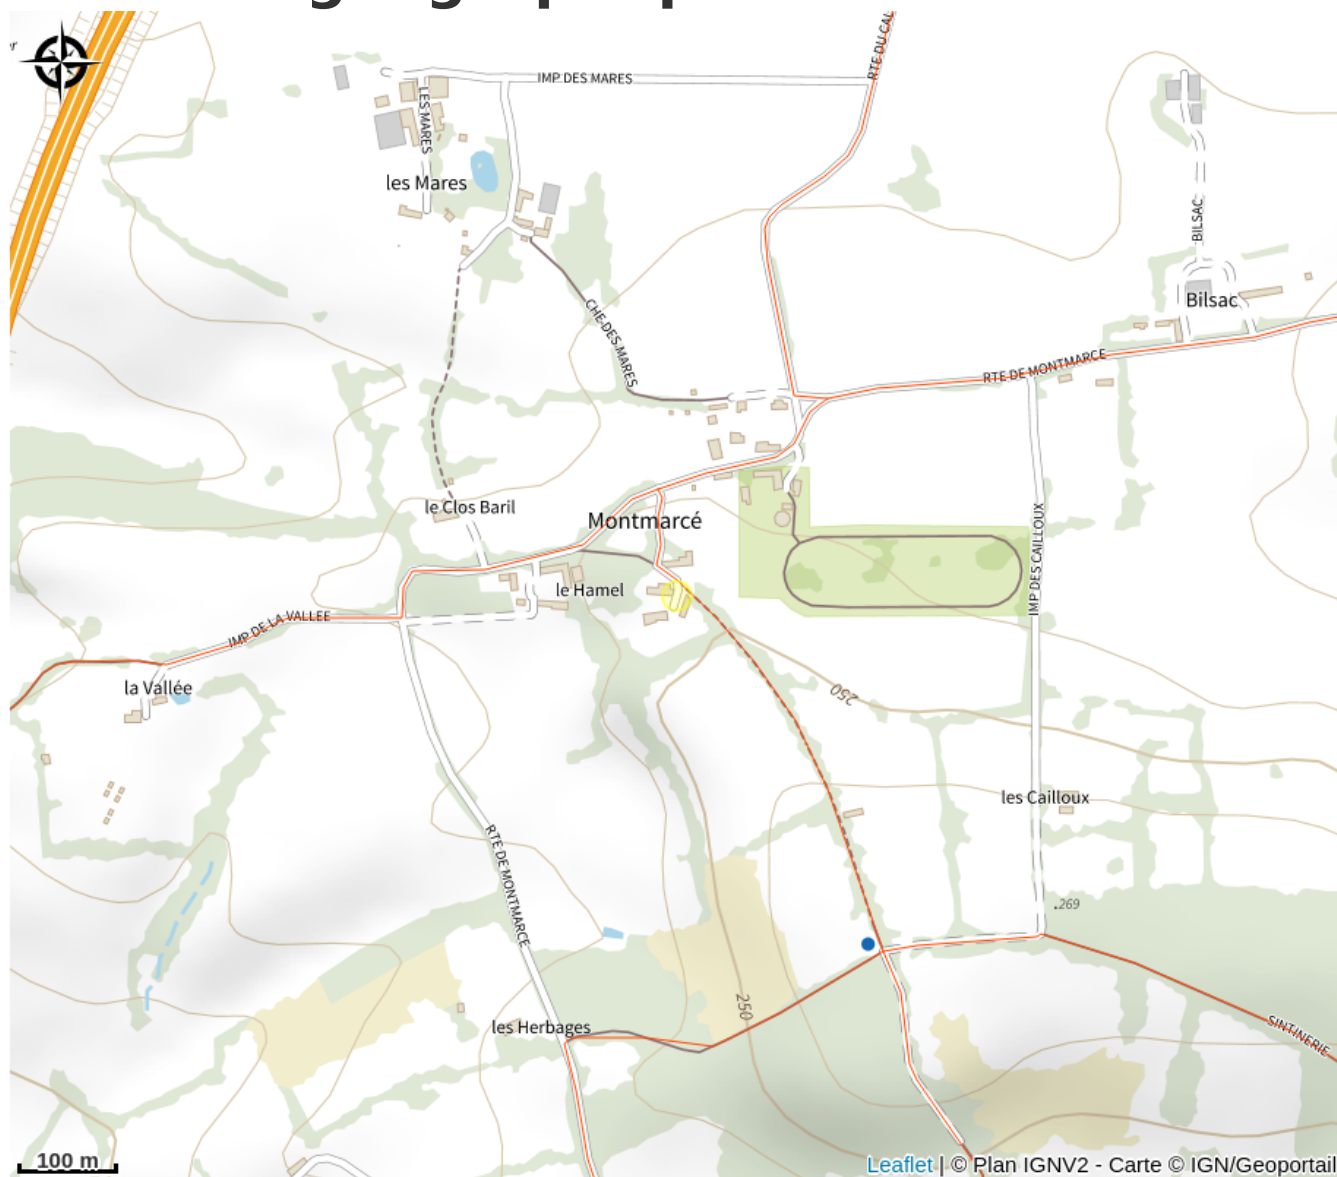 IMP DES MARES
RTE DU CAL
LES MARES
les Mares
BILSAC
Bilsac
CHE DES MARES
RTE DE MONTMARCE
le Clos Baril
Montmarcé
IMP DES CAILLOUX
le Hamel
IMP DE LA VALLEE
la Vallée
250
les Cailloux
RTE DE MONTMARCE
.269
250
les Herbages
SINTINERIE
100 m
Leaflet | © Plan IGNV2 - Carte © IGN/Geoportail